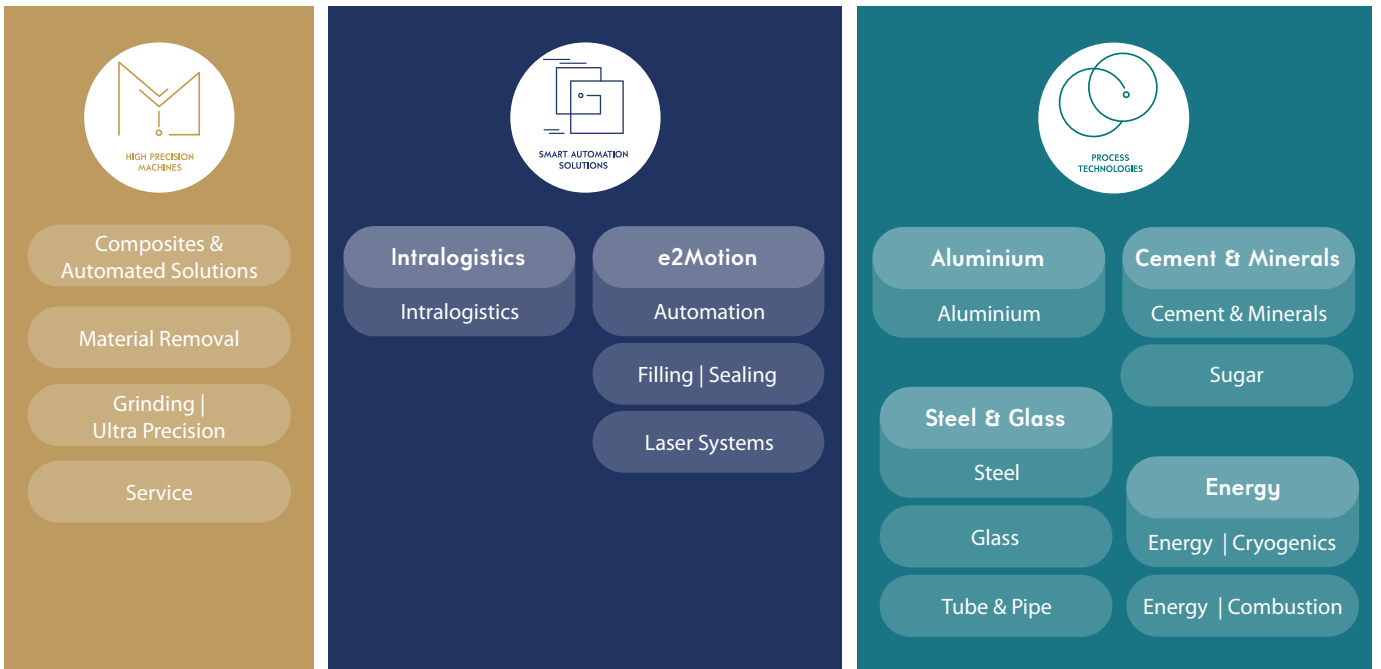 HIGH PRECISION
MACHINES
Composites &
Automated Solutions
Material Removal
Grinding |
Ultra Precision
Service
SMART AUTOMATION
SOLUTIONS
Intralogistics
Intralogistics
e2Motion
Automation
Filling | Sealing
Laser Systems
PROCESS
TECHNOLOGIES
Aluminium
Aluminium
Steel & Glass
Steel
Glass
Tube & Pipe
Cement & Minerals
Cement & Minerals
Sugar
Energy
Energy | Cryogenics
Energy | Combustion